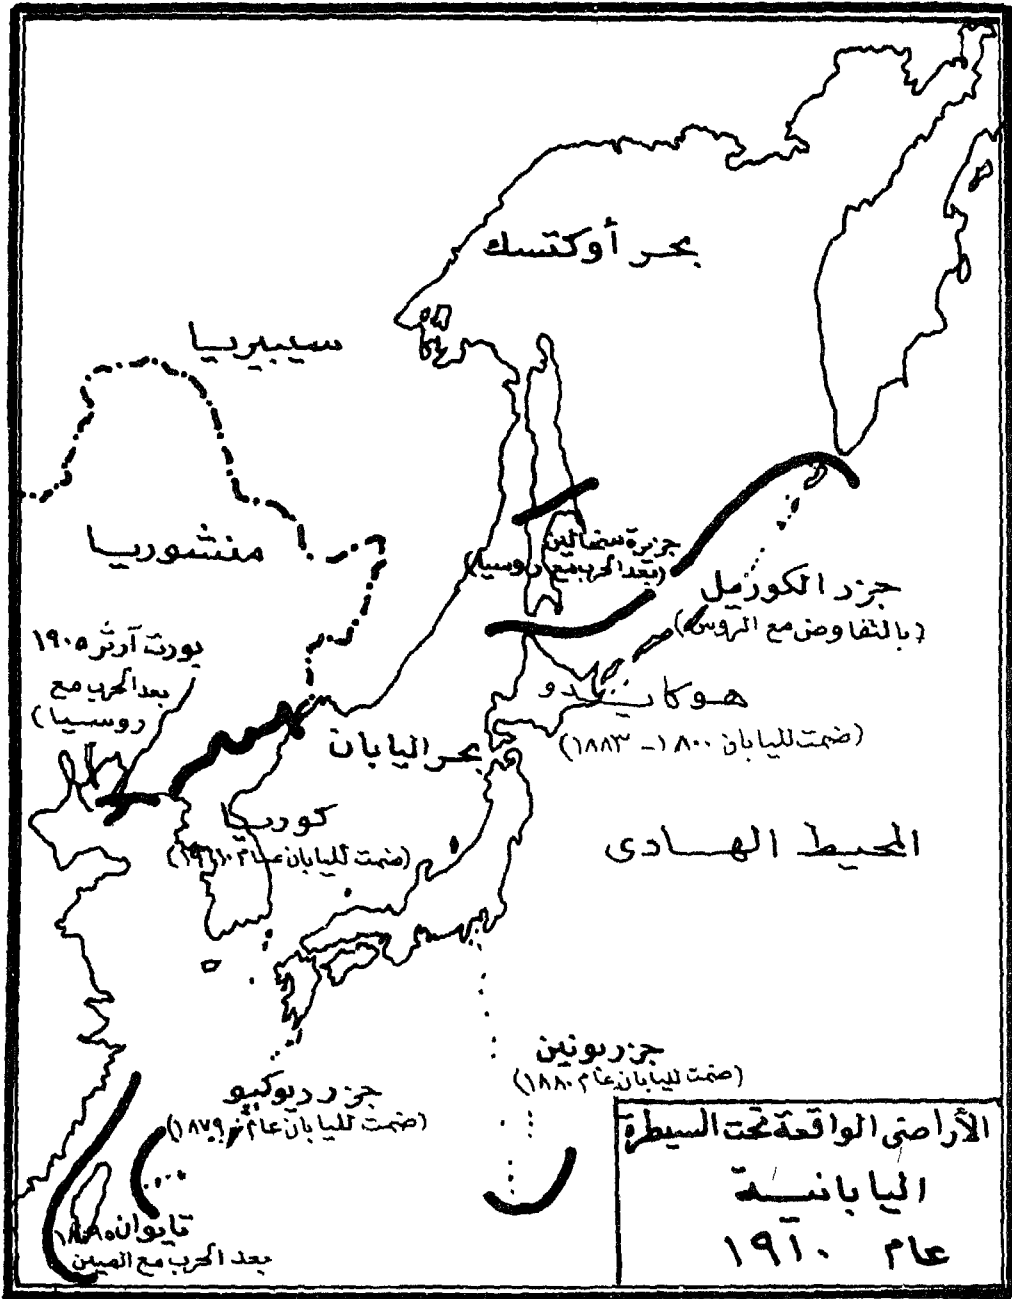 بحر أوكتسك
سيبيريا
منشوريا
جزيرة سخالين
(بعد الحرب مع روسيا)
جزر الكوريل
(بالتفاوض مع الروس)
بورت آرثر ١٩٠٥
بعد الحرب مع
روسيا)
هوكايدو
(ضمت لليابان ١٨٠٠ - ١٨٨٣)
بحر اليابان
كوريا
(ضمت لليابان عام ١٩١٠)
المحيط الهادى
جزر بونين
(ضمت لليابان عام ١٨٨٠)
جزر ريوكيو
(ضمت لليابان عام ١٨٧٩)
تايوان ١٨٩٥
بعد الحرب مع الصين
الأراضى الواقعة تحت السيطرة
اليابانية
عام ١٩١٠